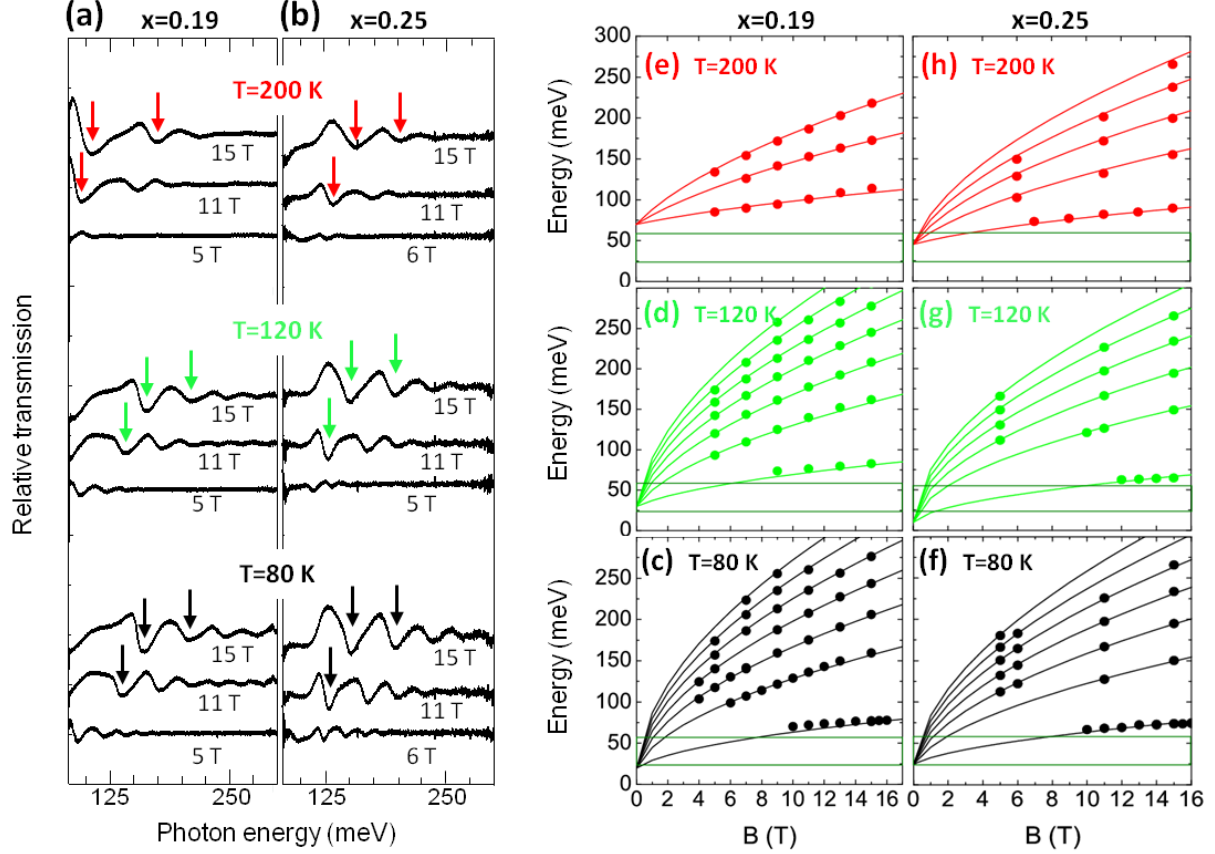 (a) x=0.19 (b) x=0.25
T=200 K
15 T 15 T
11 T 11 T
5 T 6 T
T=120 K
15 T 15 T
11 T 11 T
5 T 5 T
T=80 K
15 T 15 T
11 T 11 T
5 T 6 T
Relative transmission
125 250 125 250
Photon energy (meV)
x=0.19 x=0.25
(e) T=200 K (h) T=200 K
300
250
200
150
100
50
0
Energy (meV)
(d) T=120 K (g) T=120 K
250
200
150
100
50
0
Energy (meV)
(c) T=80 K (f) T=80 K
250
200
150
100
50
0
Energy (meV)
0 2 4 6 8 10 12 14 16 0 2 4 6 8 10 12 14 16
B (T) B (T)